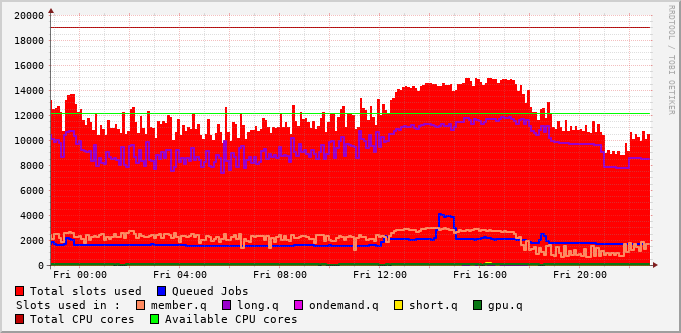 20000
18000
16000
14000
12000
10000
8000
6000
4000
2000
0
Fri 00:00 Fri 04:00 Fri 08:00 Fri 12:00 Fri 16:00 Fri 20:00
RRDTOOL / TOBI OETIKER
Total slots used Queued Jobs
Slots used in : member.q long.q ondemand.q short.q gpu.q
Total CPU cores Available CPU cores